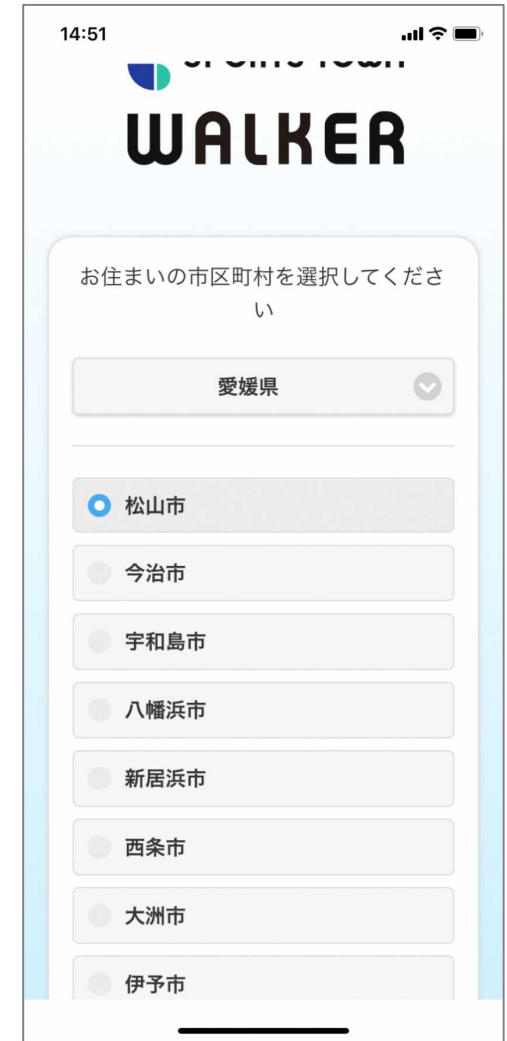 14:51
SPORTS TOWN
WALKER
お住まいの市区町村を選択してくださ
い
愛媛県
松山市
今治市
宇和島市
八幡浜市
新居浜市
西条市
大洲市
伊予市